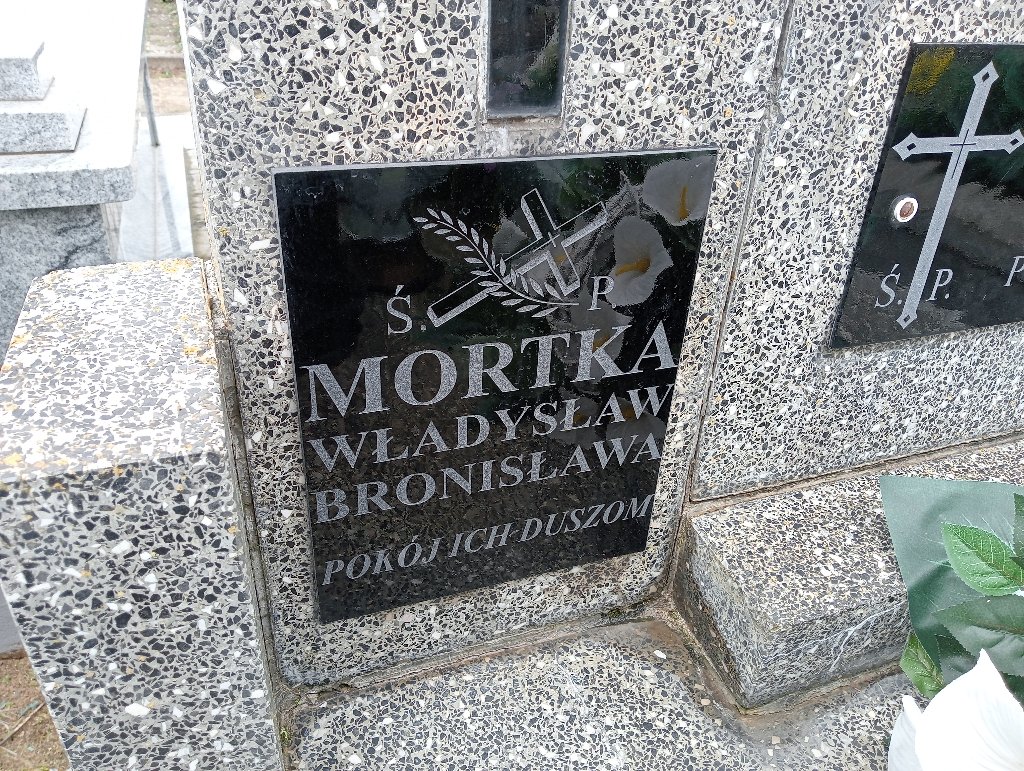 Ś. P
MORTKA
WŁADYSŁAW
BRONISŁAWA
POKÓJ ICH DUSZOM
Ś. P. P